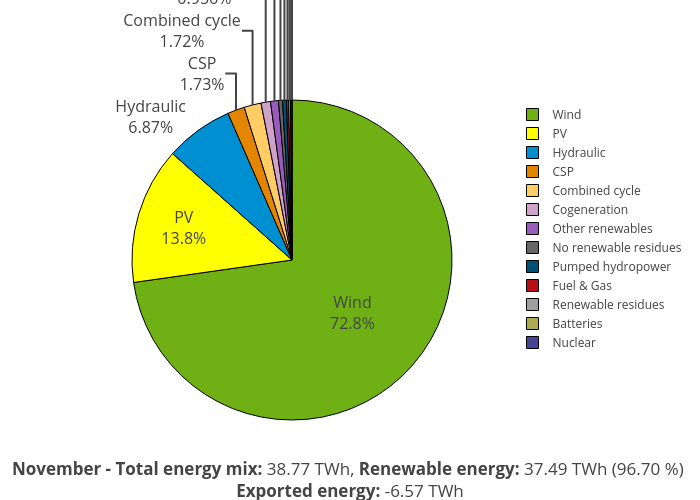 Combined cycle
1.72%
CSP
1.73%
Hydraulic
6.87%
PV
13.8%
Wind
72.8%
Wind
PV
Hydraulic
CSP
Combined cycle
Cogeneration
Other renewables
No renewable residues
Pumped hydropower
Fuel & Gas
Renewable residues
Batteries
Nuclear
November - Total energy mix: 38.77 TWh, Renewable energy: 37.49 TWh (96.70 %)
Exported energy: -6.57 TWh